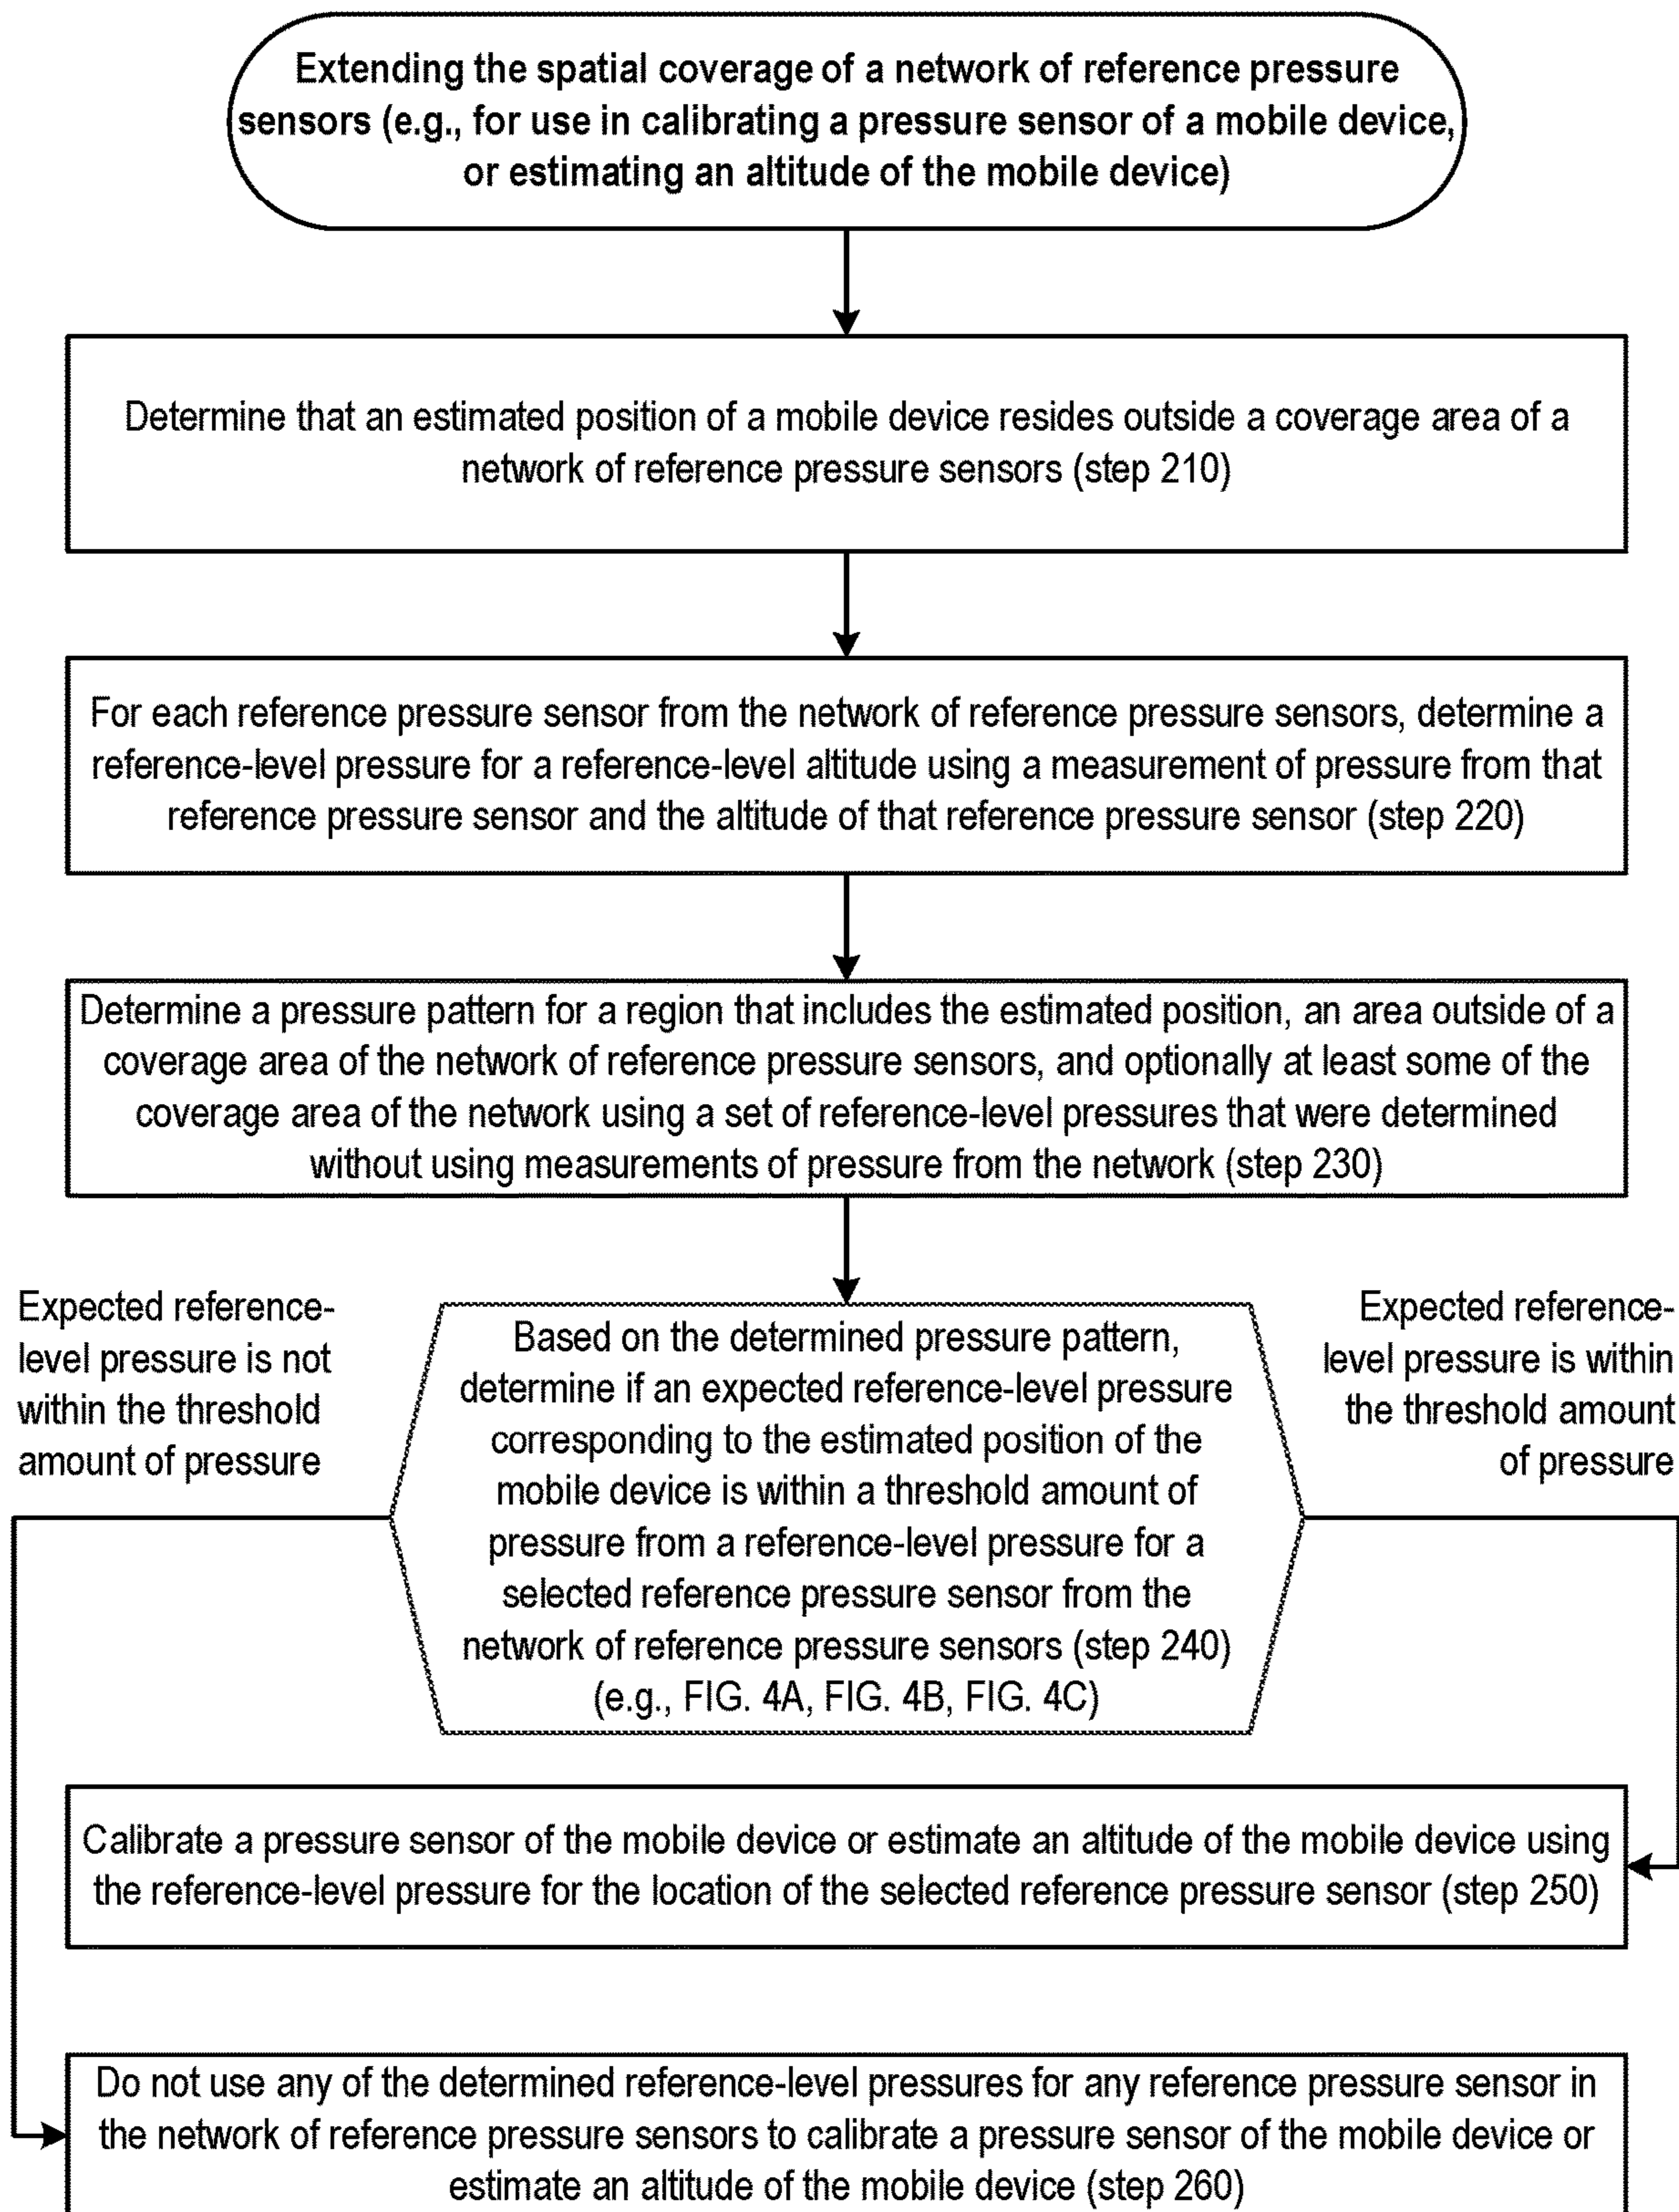 Extending the spatial coverage of a network of reference pressure
sensors (e.g., for use in calibrating a pressure sensor of a mobile device,
or estimating an altitude of the mobile device)
Determine that an estimated position of a mobile device resides outside a coverage area of a
network of reference pressure sensors (step 210)
For each reference pressure sensor from the network of reference pressure sensors, determine a
reference-level pressure for a reference-level altitude using a measurement of pressure from that
reference pressure sensor and the altitude of that reference pressure sensor (step 220)
Determine a pressure pattern for a region that includes the estimated position, an area outside of a
coverage area of the network of reference pressure sensors, and optionally at least some of the
coverage area of the network using a set of reference-level pressures that were determined
without using measurements of pressure from the network (step 230)
Expected reference-
level pressure is not
within the threshold
amount of pressure
Based on the determined pressure pattern,
determine if an expected reference-level pressure
corresponding to the estimated position of the
mobile device is within a threshold amount of
pressure from a reference-level pressure for a
selected reference pressure sensor from the
network of reference pressure sensors (step 240)
(e.g., FIG. 4A, FIG. 4B, FIG. 4C)
Expected reference-
level pressure is within
the threshold amount
of pressure
Calibrate a pressure sensor of the mobile device or estimate an altitude of the mobile device using
the reference-level pressure for the location of the selected reference pressure sensor (step 250)
Do not use any of the determined reference-level pressures for any reference pressure sensor in
the network of reference pressure sensors to calibrate a pressure sensor of the mobile device or
estimate an altitude of the mobile device (step 260)